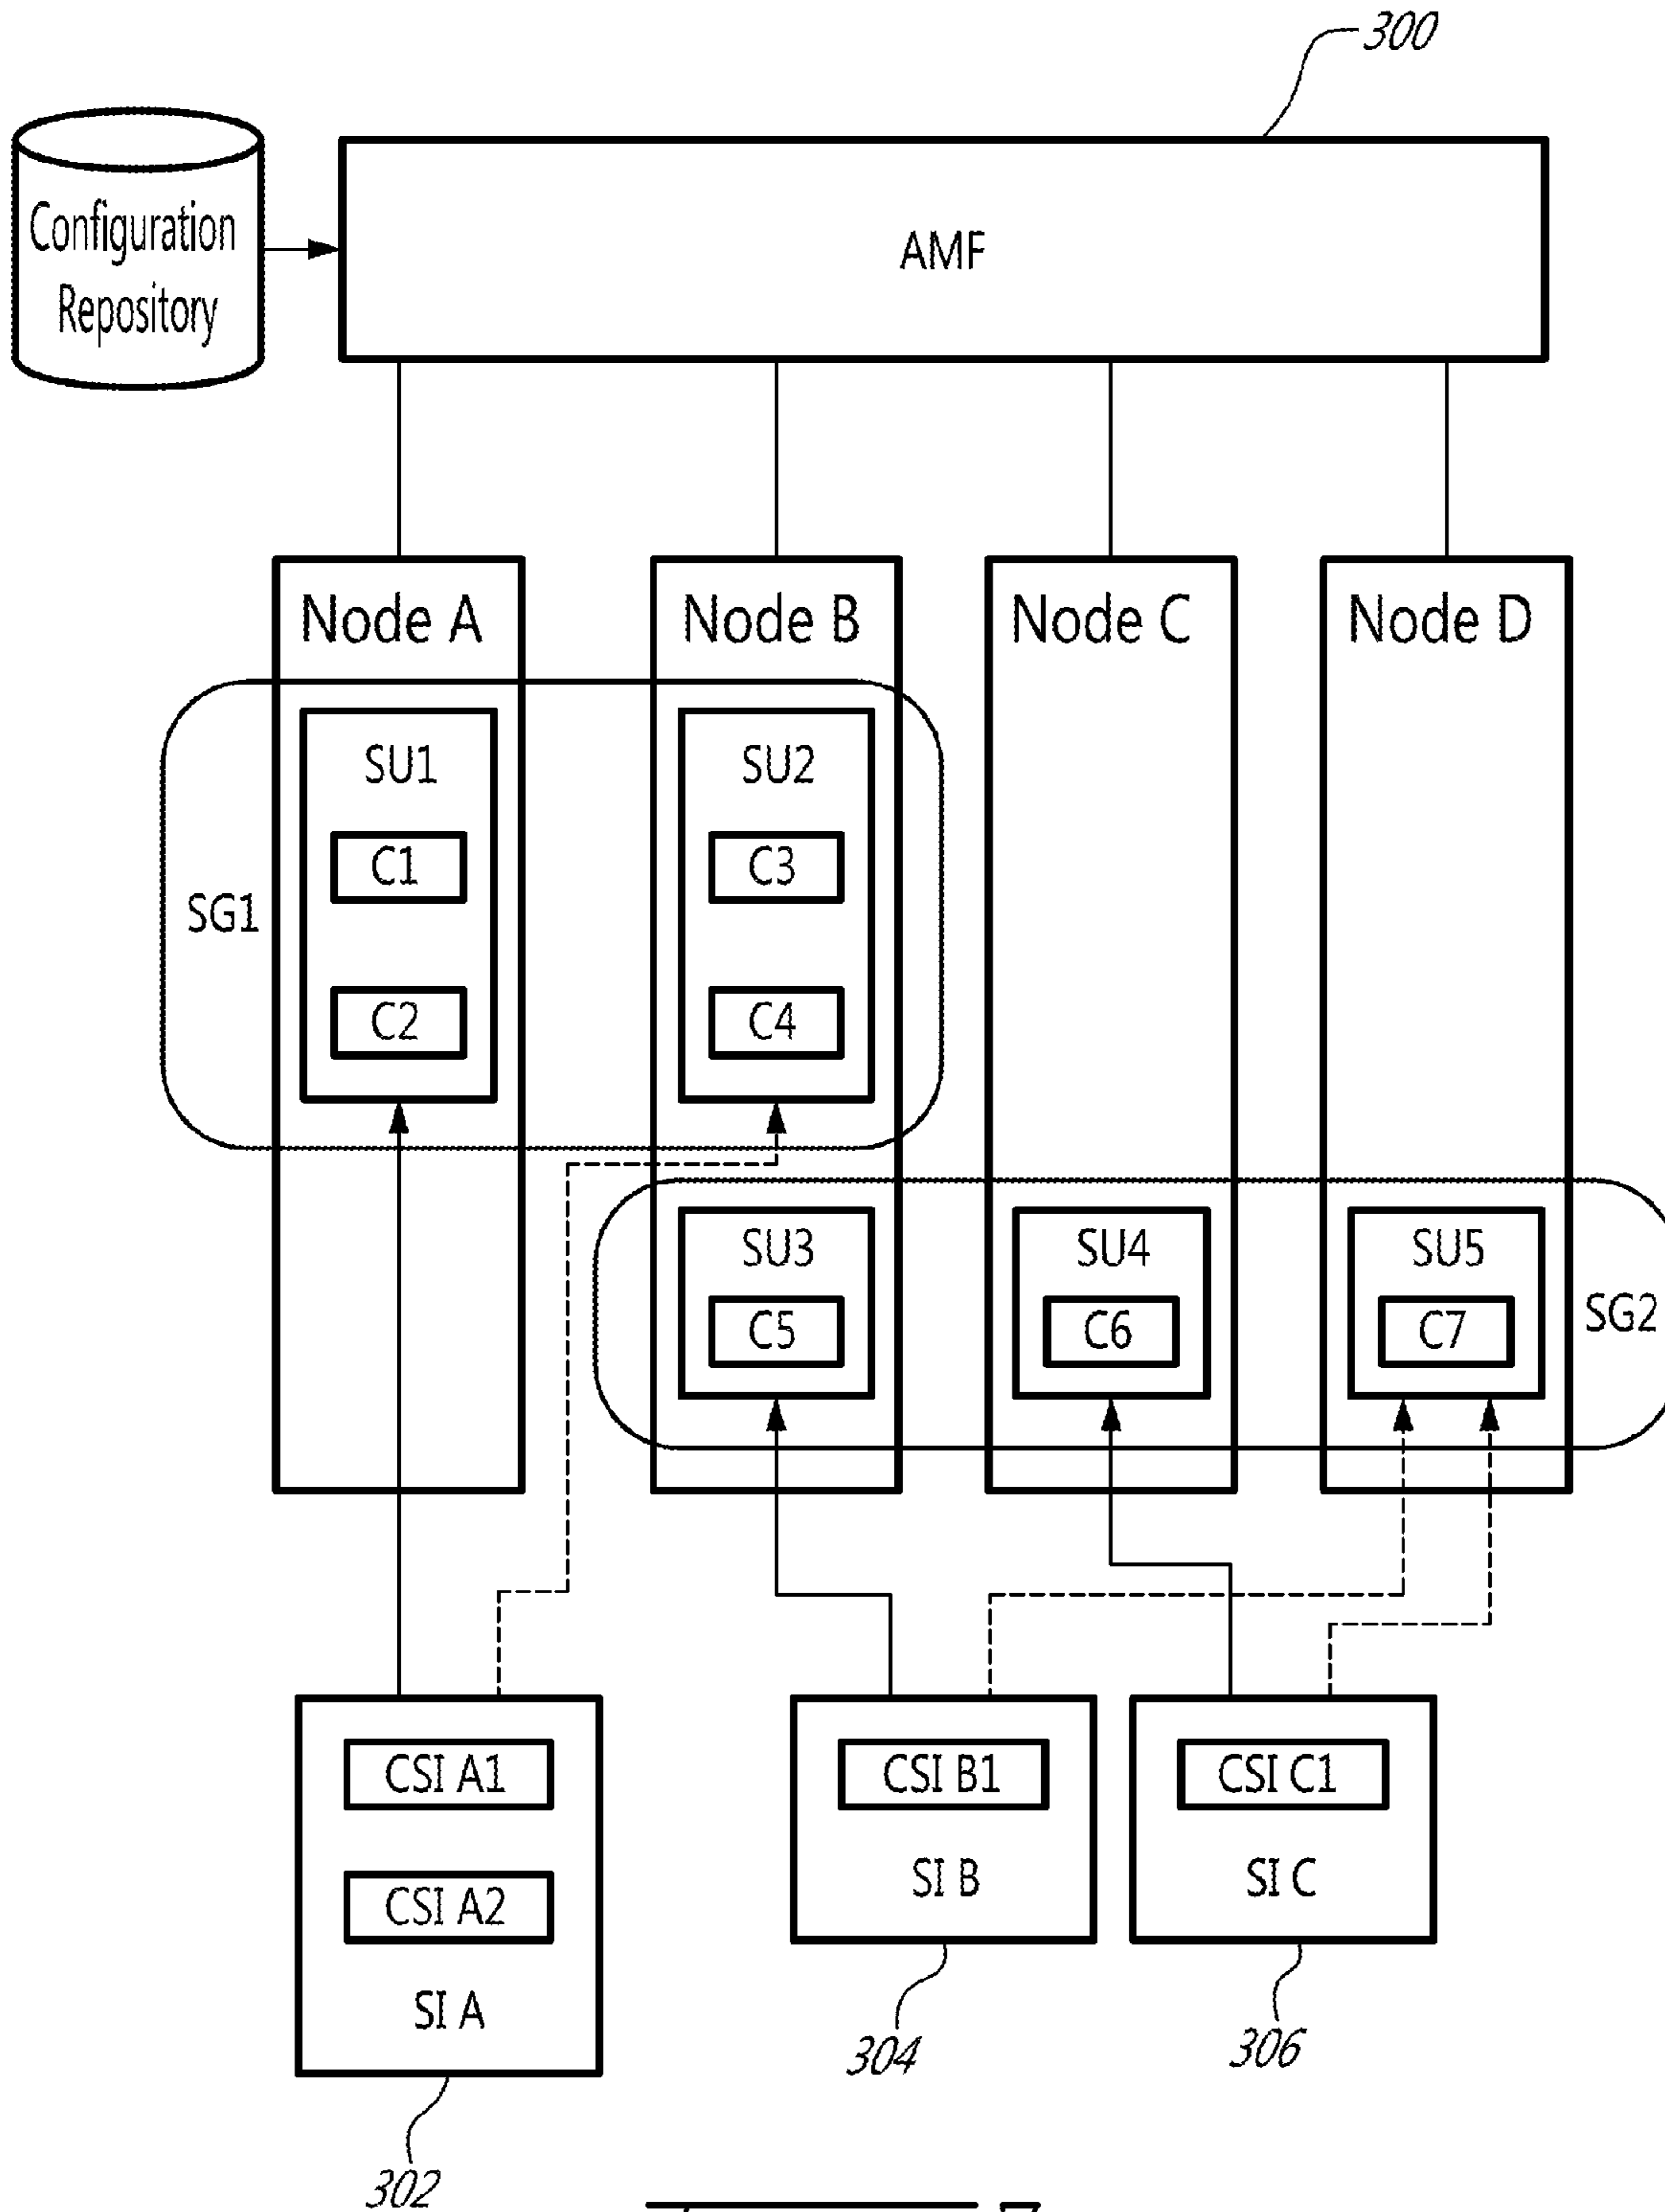 300
Configuration
Repository
AMF
Node A
Node B
Node C
Node D
SU1
SU2
C1
C3
SG1
C2
C4
SU3
SU4
SU5
C5
C6
C7
SG2
CSI A1
CSI B1
CSI C1
CSI A2
SI B
SI C
SI A
304
306
302